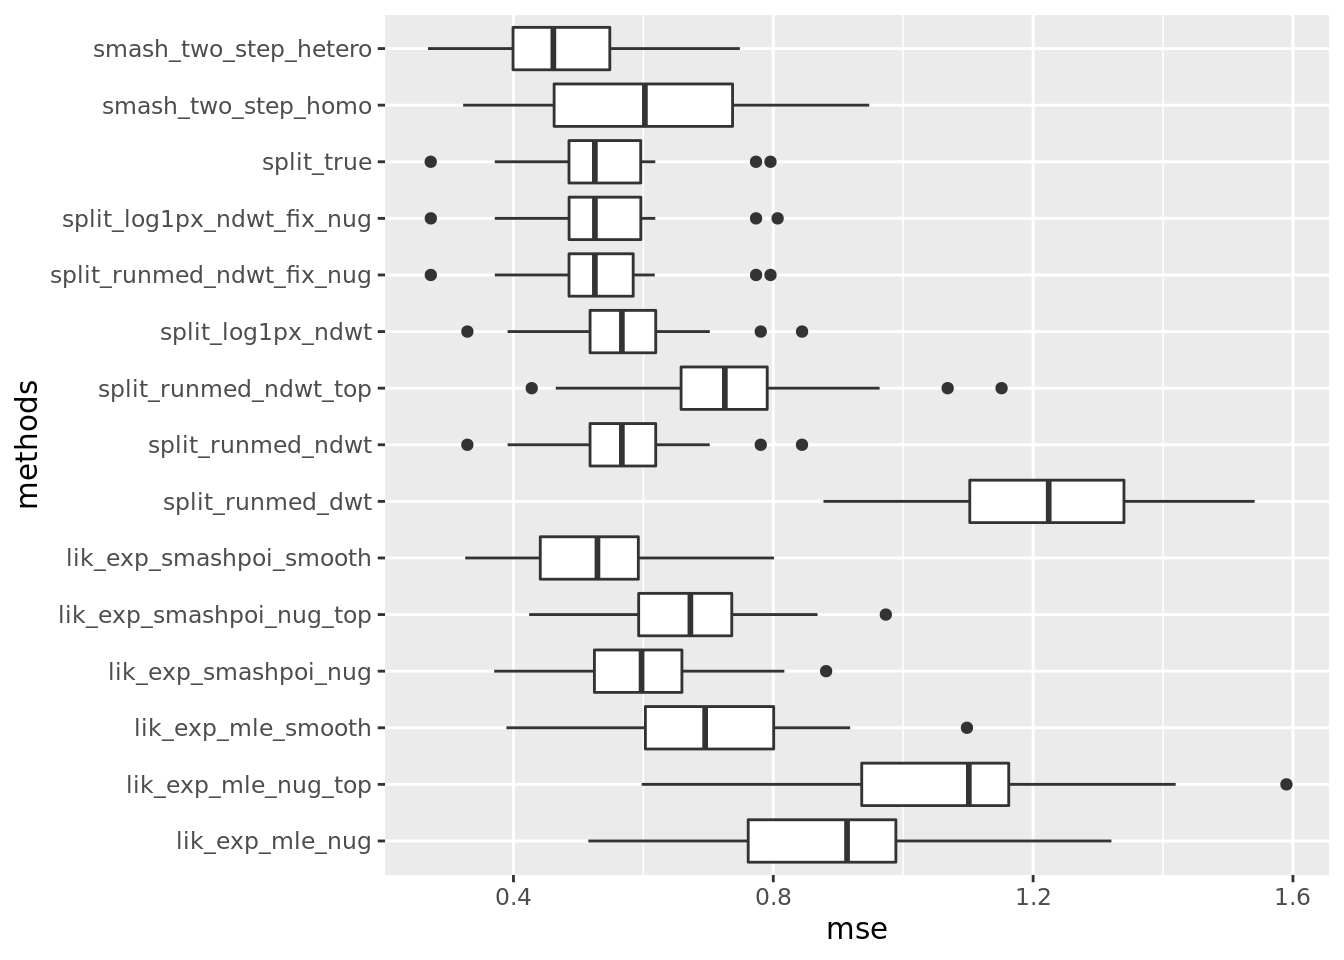 smash_two_step_hetero
smash_two_step_homo
split_true
split_log1px_ndwt_fix_nug
split_runmed_ndwt_fix_nug
split_log1px_ndwt
split_runmed_ndwt_top
split_runmed_ndwt
split_runmed_dwt
lik_exp_smashpoi_smooth
lik_exp_smashpoi_nug_top
lik_exp_smashpoi_nug
lik_exp_mle_smooth
lik_exp_mle_nug_top
lik_exp_mle_nug
methods
0.4 0.8 1.2 1.6
mse